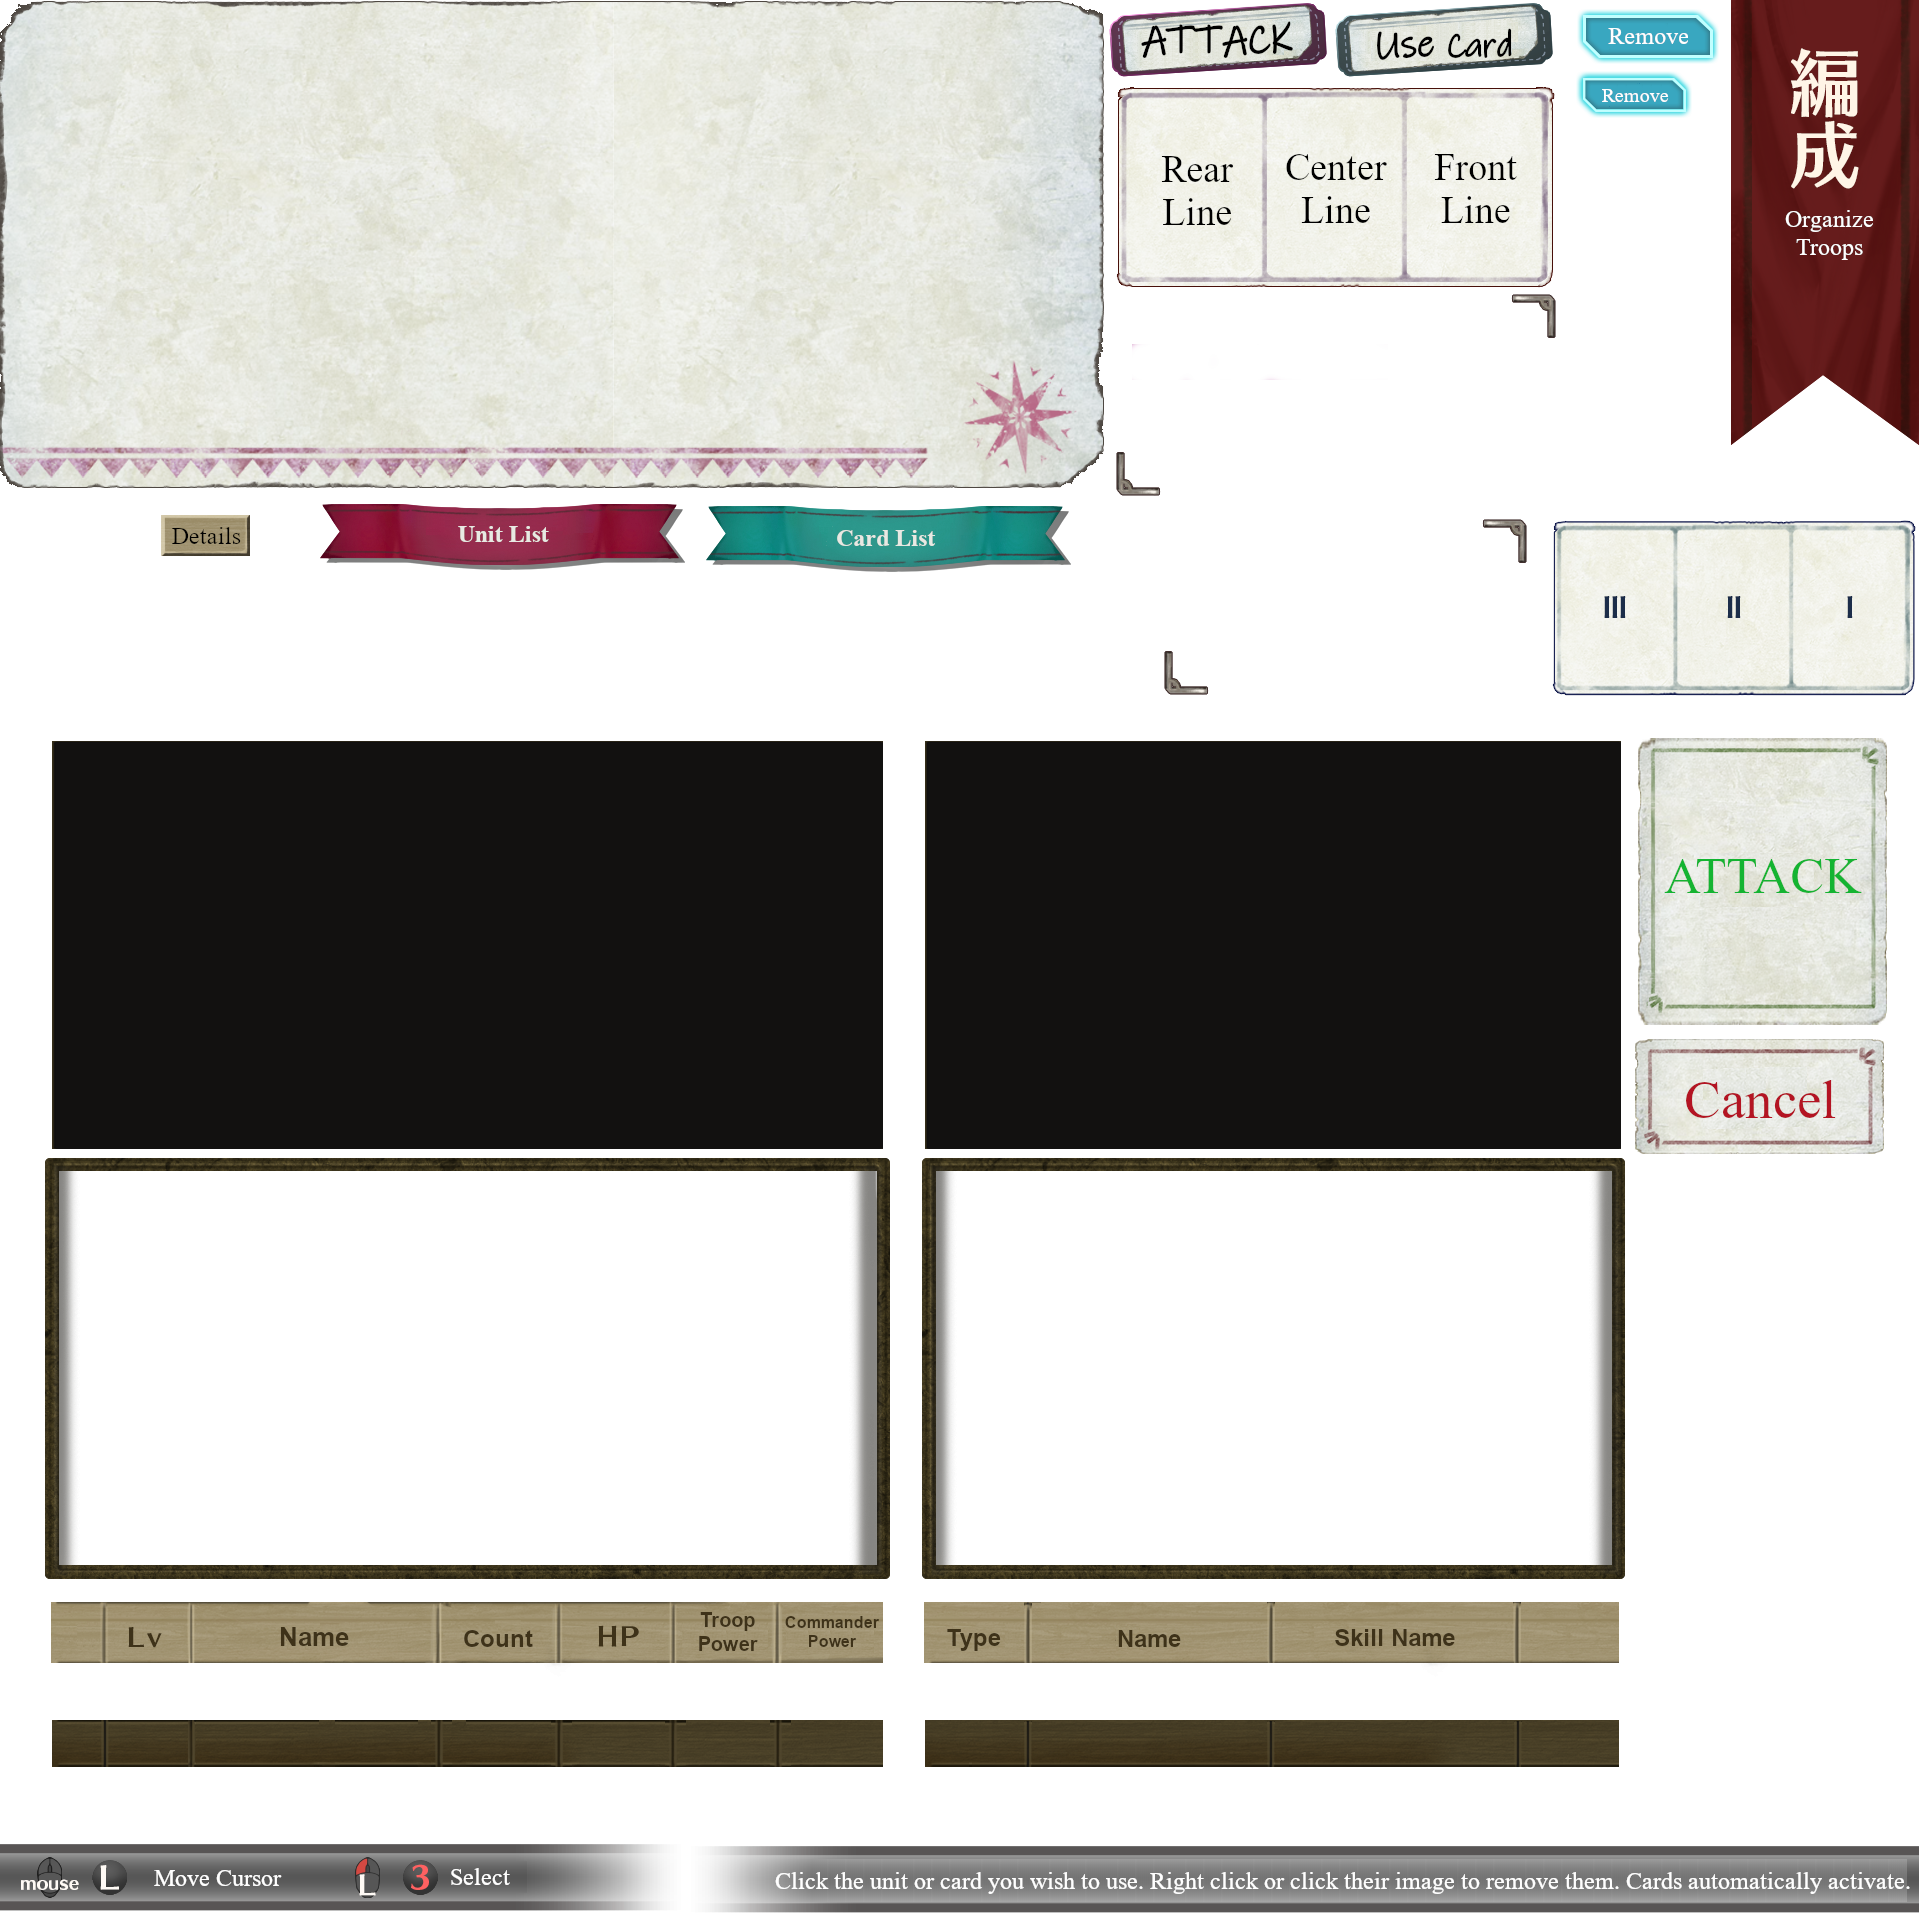 ATTACK
Use Card
Remove
Remove
編成
Organize
Troops
Rear
Line
Center
Line
Front
Line
Details
Unit List
Card List
III
II
I
ATTACK
Cancel
Lv
Name
Count
HP
Troop
Power
Commander
Power
Type
Name
Skill Name
mouse
L
Move Cursor
L
3
Select
Click the unit or card you wish to use. Right click or click their image to remove them. Cards automatically activate.